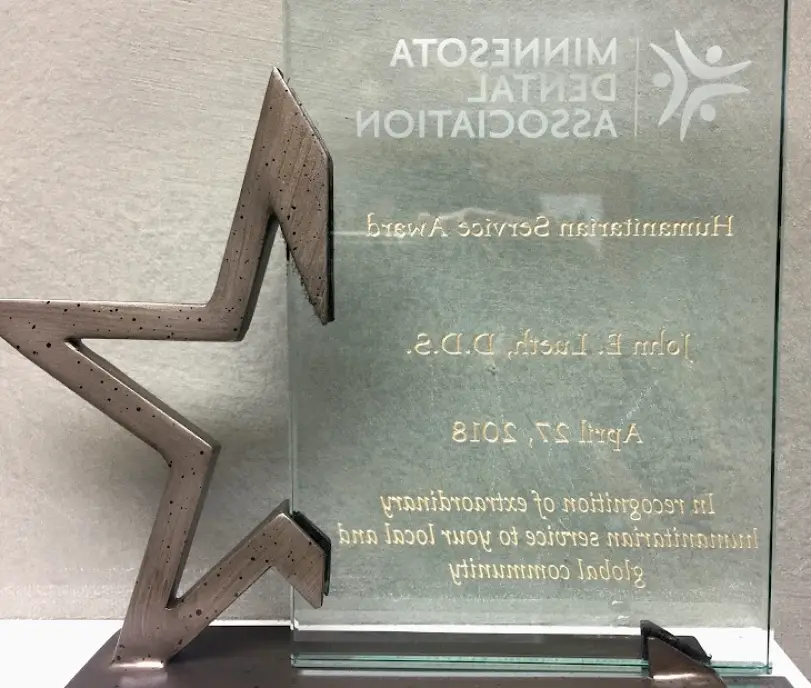 MINNESOTA
DENTAL
ASSOCIATION
Humanitarian Service Award
John E. Lueth, D.D.S.
April 27, 2018
In recognition of extraordinary
humanitarian service to your local and
global community